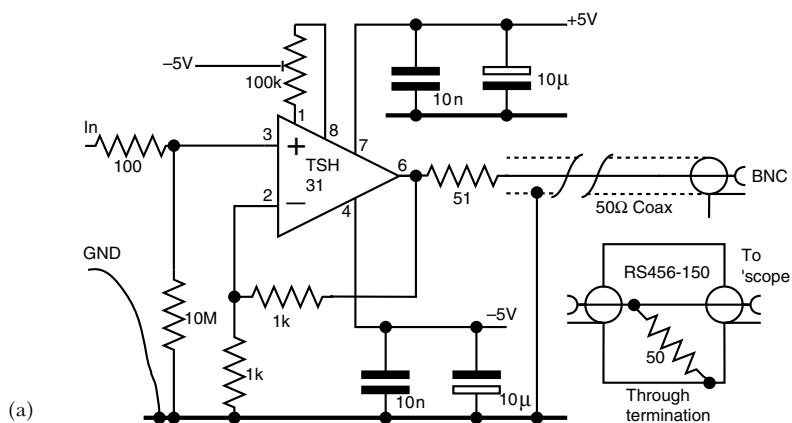 –5V
100k
1
8
+5V
10n
10μ
In
100
3
+
TSH
31
7
6
2
–
4
51
50Ω Coax
BNC
GND
10M
1k
1k
–5V
10n
10μ
RS456-150
To
'scope
50
Through
termination
(a)